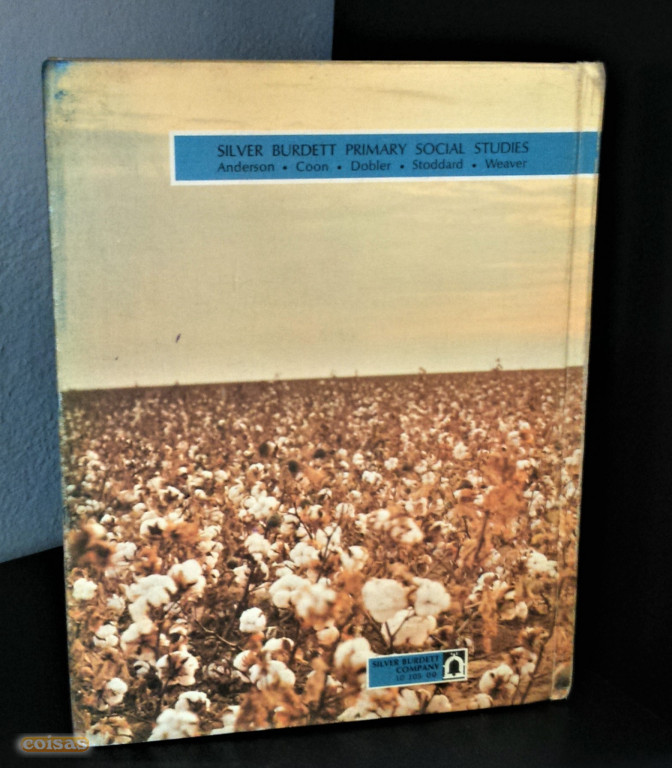 SILVER BURDETT PRIMARY SOCIAL STUDIES
Anderson • Coon • Dobler • Stoddard • Weaver
SILVER BURDETT
COMPANY
coisas